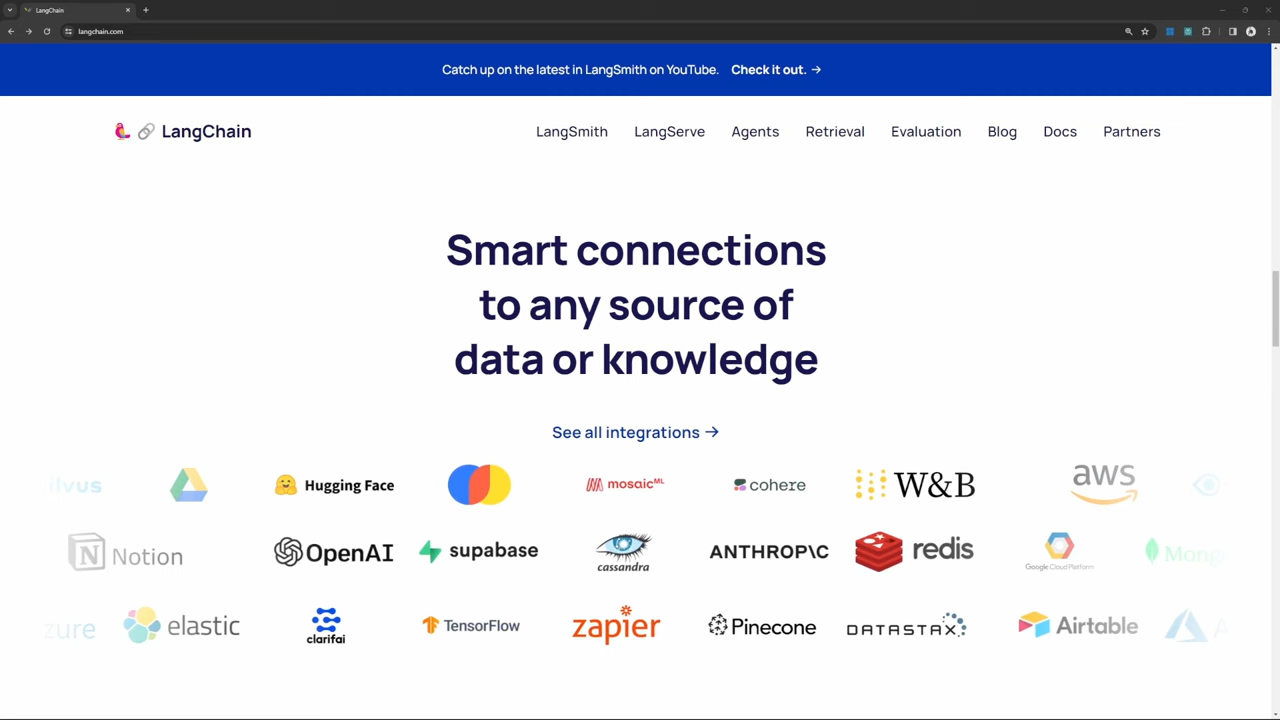 LangChain
langchain.com
Catch up on the latest in LangSmith on YouTube. Check it out. →
LangChain
LangSmith LangServe Agents Retrieval Evaluation Blog Docs Partners
Smart connections
to any source of
data or knowledge
See all integrations →
Hugging Face mosaicML cohere W&B aws
Notion OpenAI supabase cassandra ANTHROP\C redis Google Cloud Platform
elastic clarifai TensorFlow zapier Pinecone DATASTAX Airtable